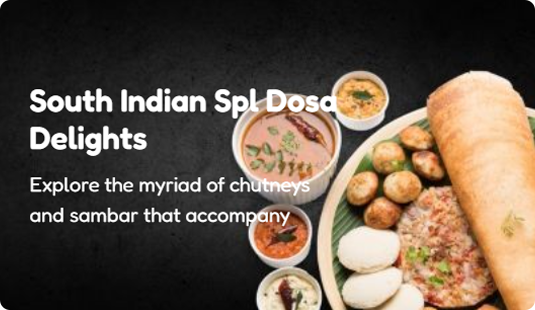 South Indian Spl Dosa
Delights
Explore the myriad of chutneys
and sambar that accompany